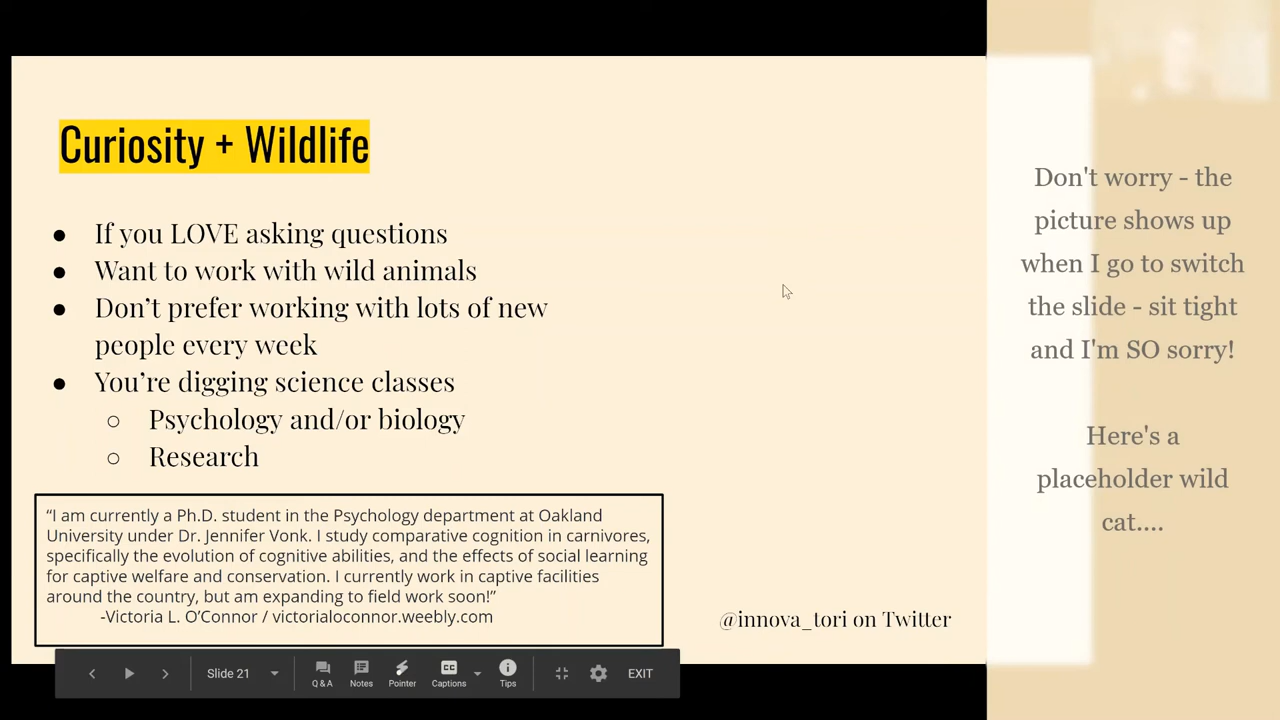 Curiosity + Wildlife
● If you LOVE asking questions
● Want to work with wild animals
● Don’t prefer working with lots of new
people every week
● You’re digging science classes
○ Psychology and/or biology
○ Research
“I am currently a Ph.D. student in the Psychology department at Oakland
University under Dr. Jennifer Vonk. I study comparative cognition in carnivores,
specifically the evolution of cognitive abilities, and the effects of social learning
for captive welfare and conservation. I currently work in captive facilities
around the country, but am expanding to field work soon!”
-Victoria L. O’Connor / victorialoconnor.weebly.com
@innova_tori on Twitter
Slide 21
Q & A
Notes
Pointer
CC
Captions
Tips
EXIT
Don't worry - the
picture shows up
when I go to switch
the slide - sit tight
and I'm SO sorry!
Here's a
placeholder wild
cat....